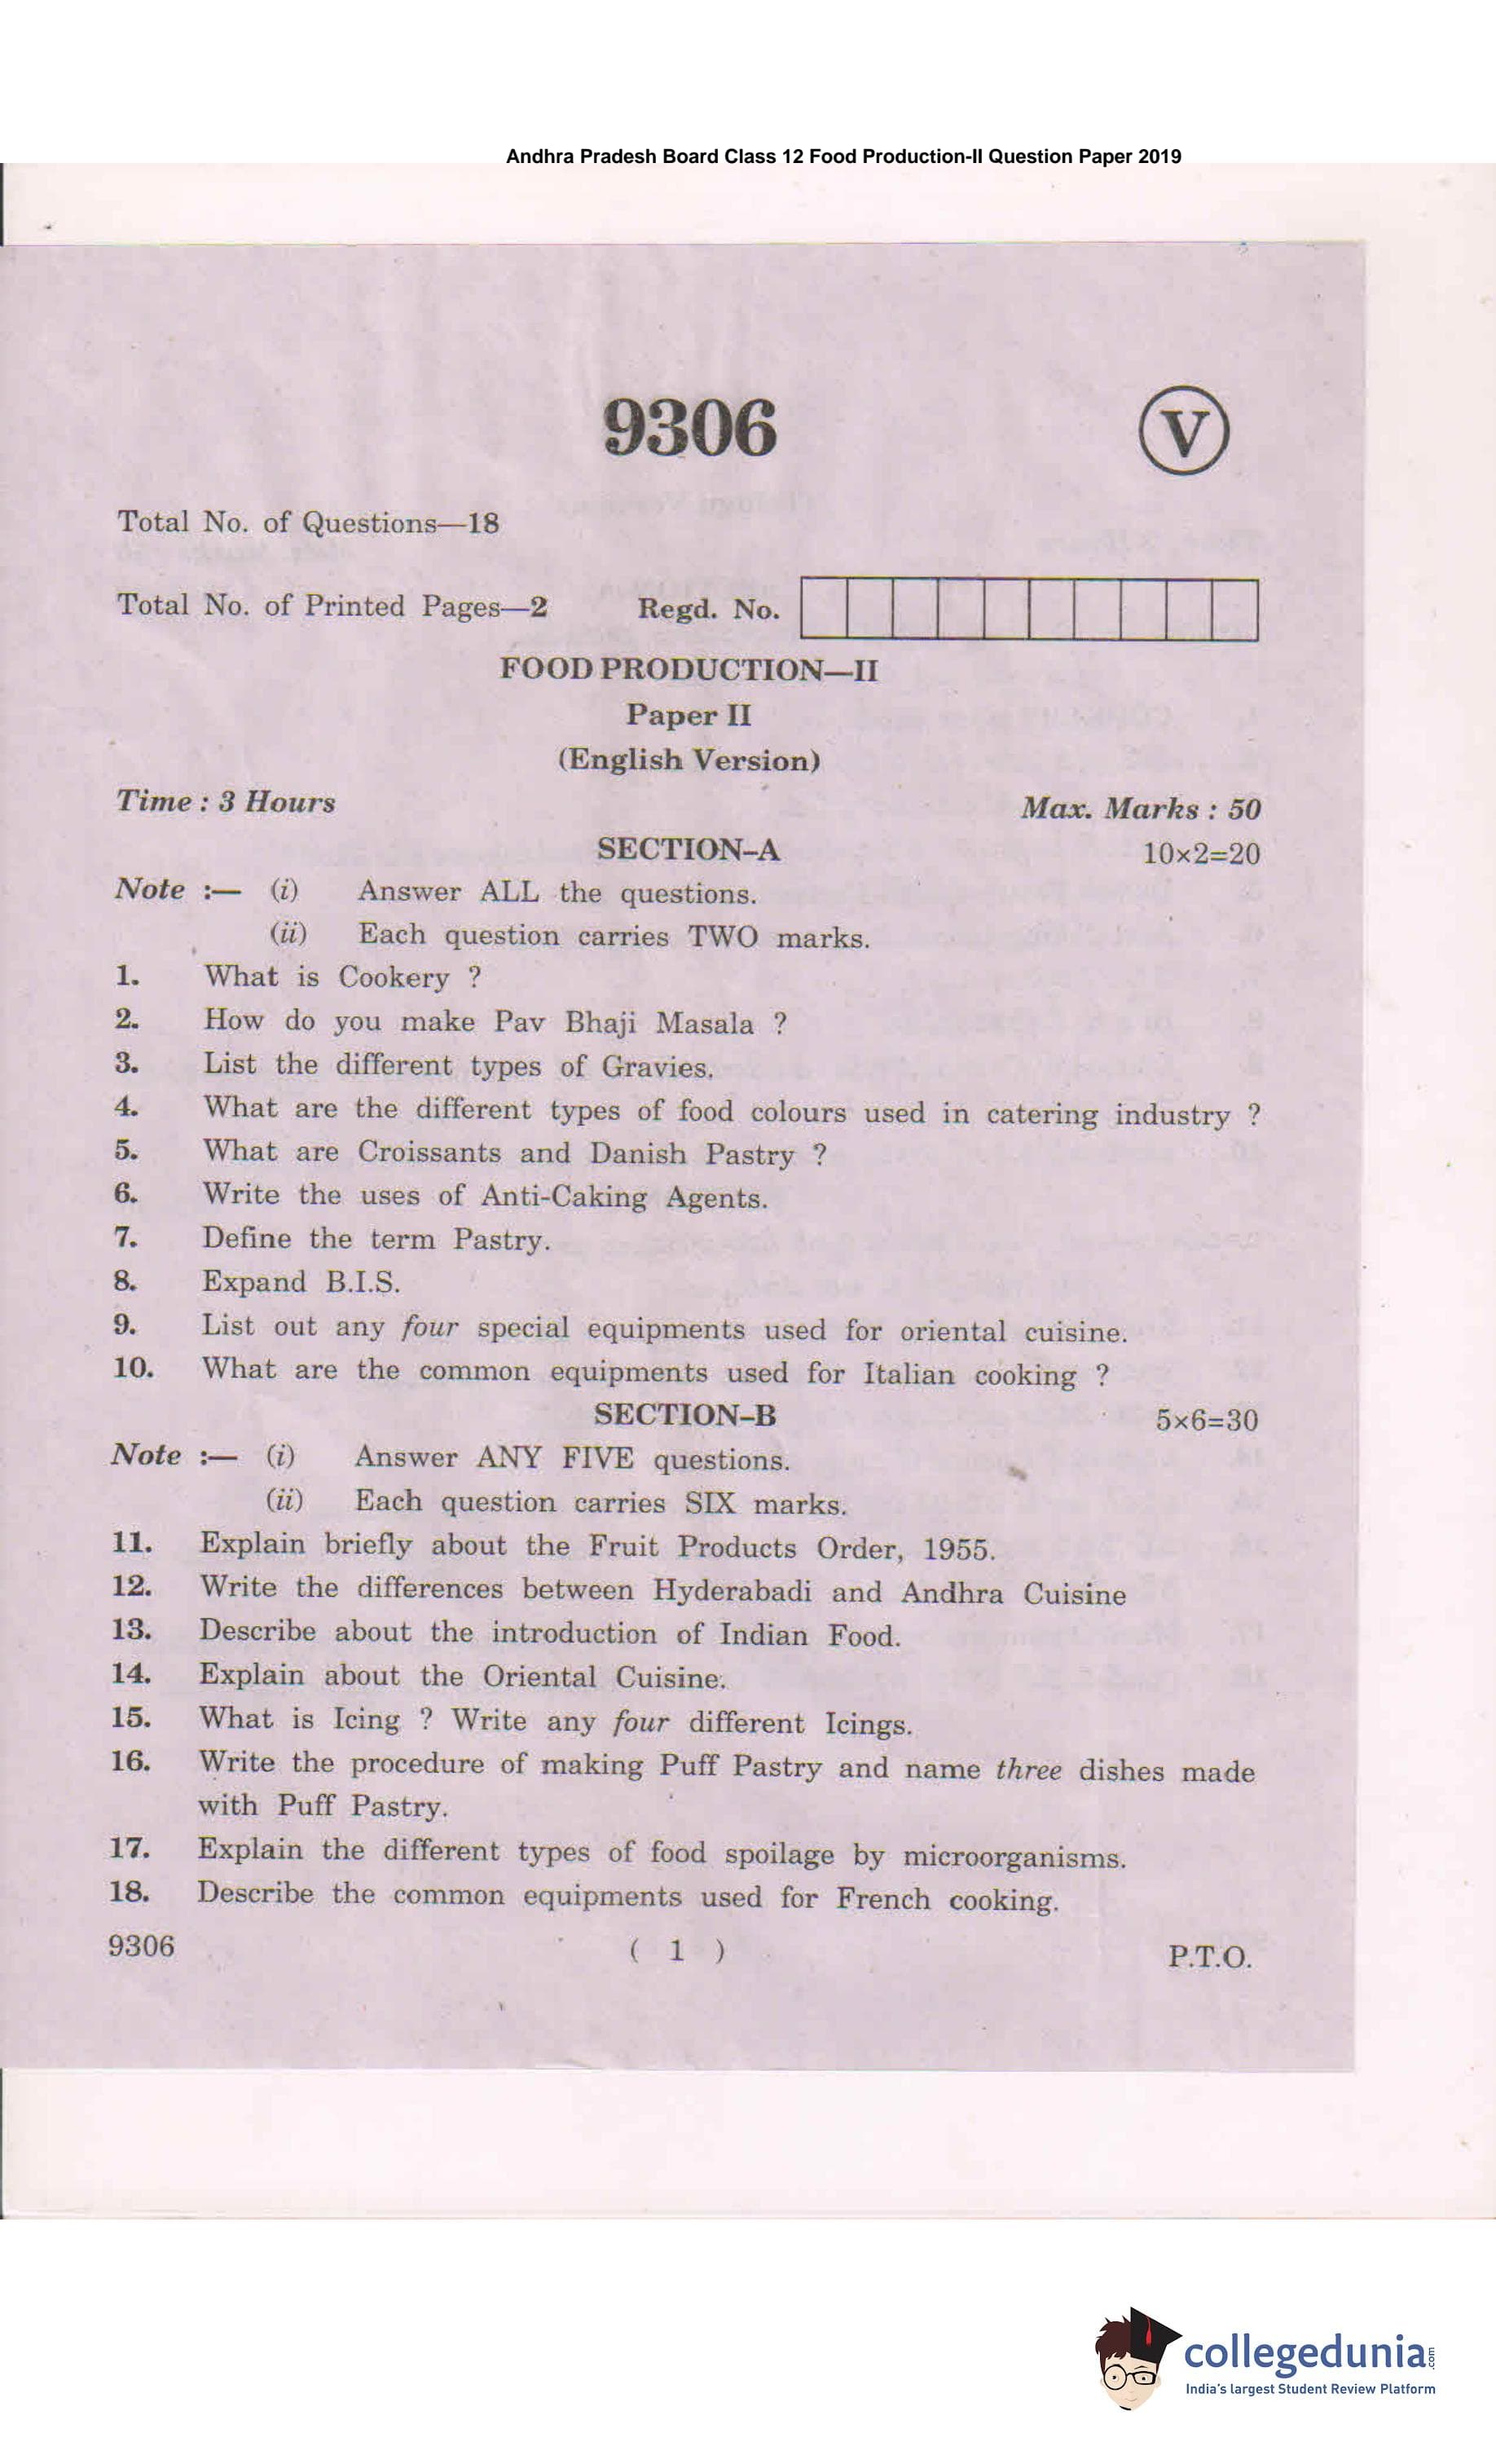 Andhra Pradesh Board Class 12 Food Production-II Question Paper 2019
9306
V
Total No. of Questions—18
Total No. of Printed Pages—2 Regd. No.
FOOD PRODUCTION—II
Paper II
(English Version)
Time : 3 Hours Max. Marks : 50
SECTION–A 10×2=20
Note :— (i) Answer ALL the questions.
(ii) Each question carries TWO marks.
1. What is Cookery ?
2. How do you make Pav Bhaji Masala ?
3. List the different types of Gravies.
4. What are the different types of food colours used in catering industry ?
5. What are Croissants and Danish Pastry ?
6. Write the uses of Anti-Caking Agents.
7. Define the term Pastry.
8. Expand B.I.S.
9. List out any four special equipments used for oriental cuisine.
10. What are the common equipments used for Italian cooking ?
SECTION–B 5×6=30
Note :— (i) Answer ANY FIVE questions.
(ii) Each question carries SIX marks.
11. Explain briefly about the Fruit Products Order, 1955.
12. Write the differences between Hyderabadi and Andhra Cuisine
13. Describe about the introduction of Indian Food.
14. Explain about the Oriental Cuisine.
15. What is Icing ? Write any four different Icings.
16. Write the procedure of making Puff Pastry and name three dishes made
with Puff Pastry.
17. Explain the different types of food spoilage by microorganisms.
18. Describe the common equipments used for French cooking.
9306 ( 1 ) P.T.O.
collegedunia.com
India's largest Student Review Platform